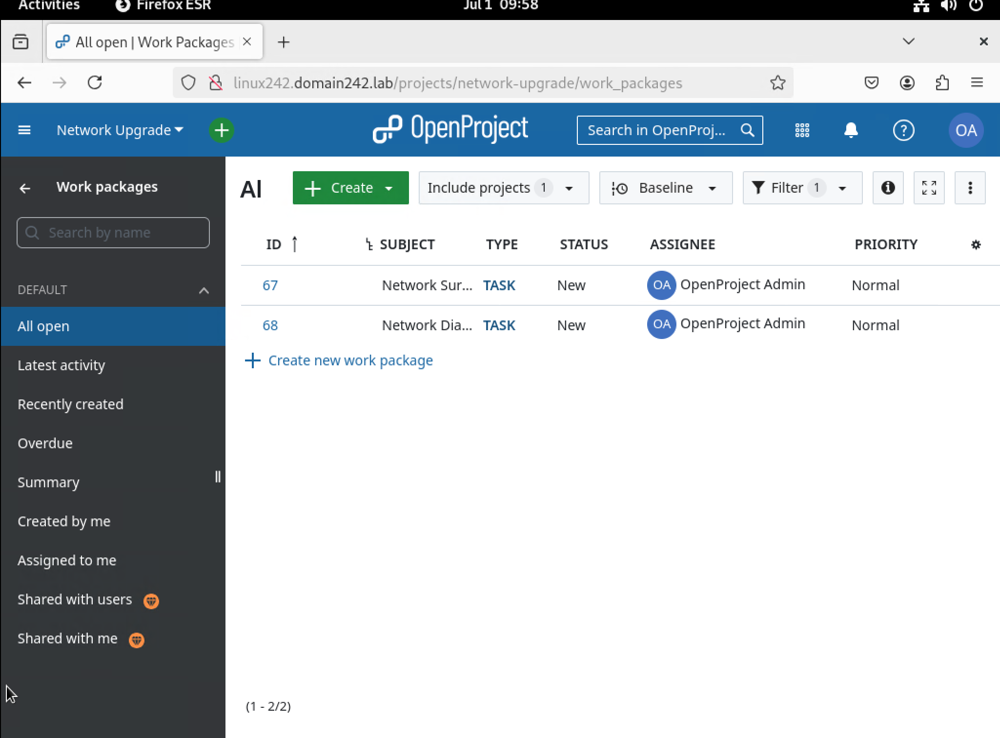 Activities Firefox ESR Jul 1 09:58
All open | Work Packages
linux242.domain242.lab/projects/network-upgrade/work_packages
Network Upgrade OpenProject Search in OpenProj... OA
Work packages
Search by name
DEFAULT
All open
Latest activity
Recently created
Overdue
Summary
Created by me
Assigned to me
Shared with users
Shared with me
Al Create Include projects 1 Baseline Filter 1
ID SUBJECT TYPE STATUS ASSIGNEE PRIORITY
67 Network Sur... TASK New OA OpenProject Admin Normal
68 Network Dia... TASK New OA OpenProject Admin Normal
Create new work package
(1 - 2/2)